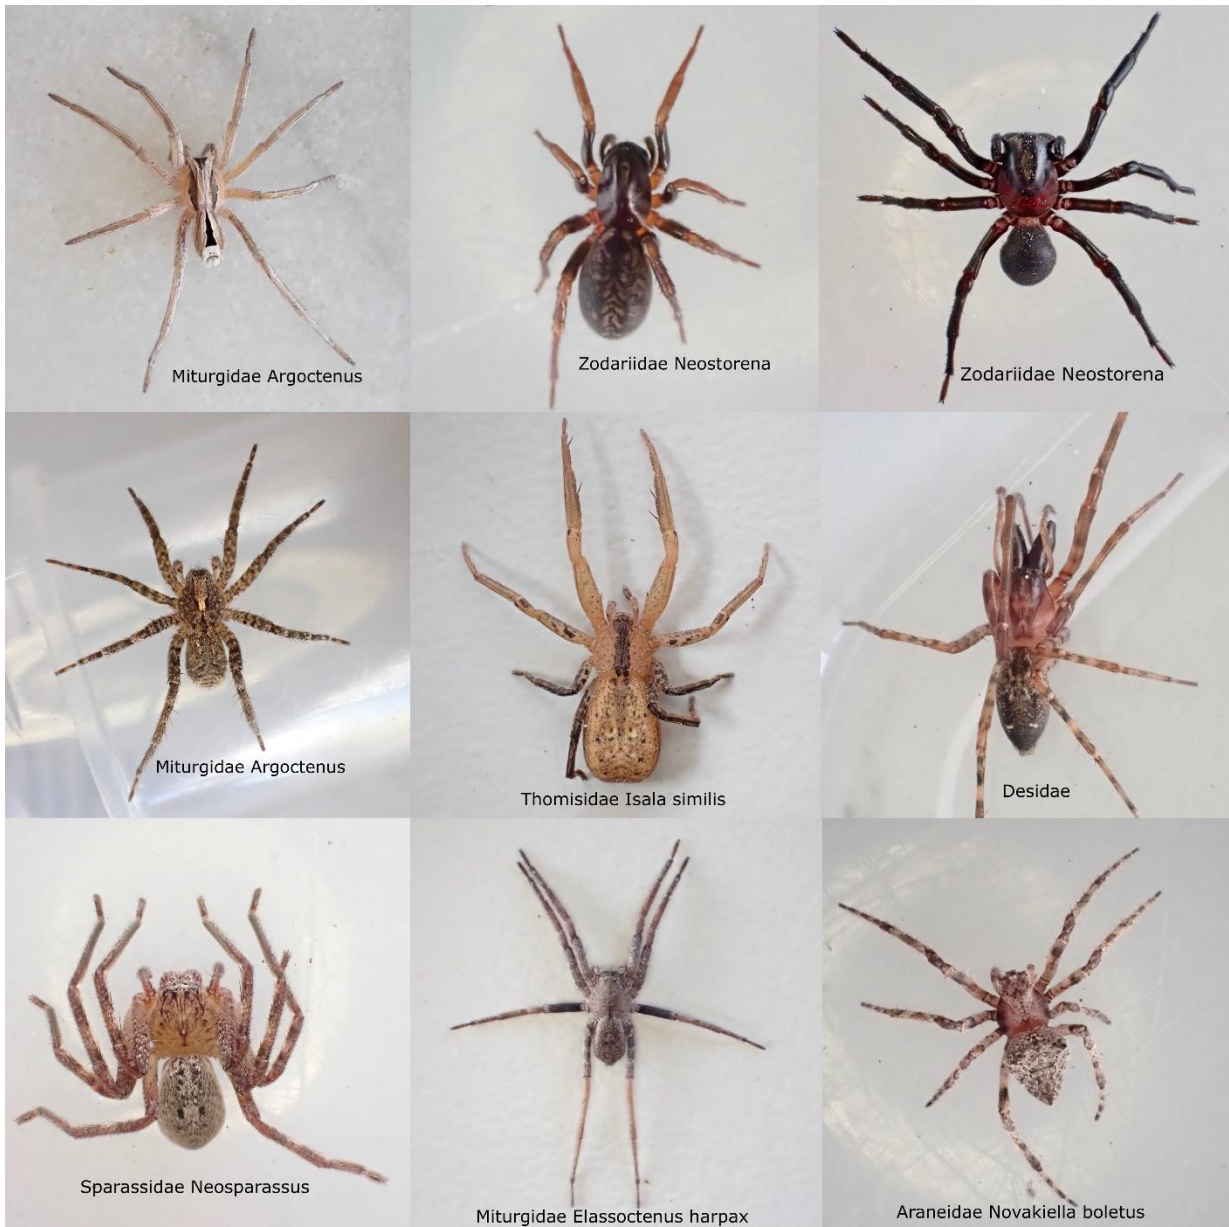 Miturgidae Argoctenus
Zodariidae Neostorena
Zodariidae Neostorena
Miturgidae Argoctenus
Thomisidae Isala similis
Desidae
Sparassidae Neosparassus
Miturgidae Elassoctenus harpax
Araneidae Novakiella boletus